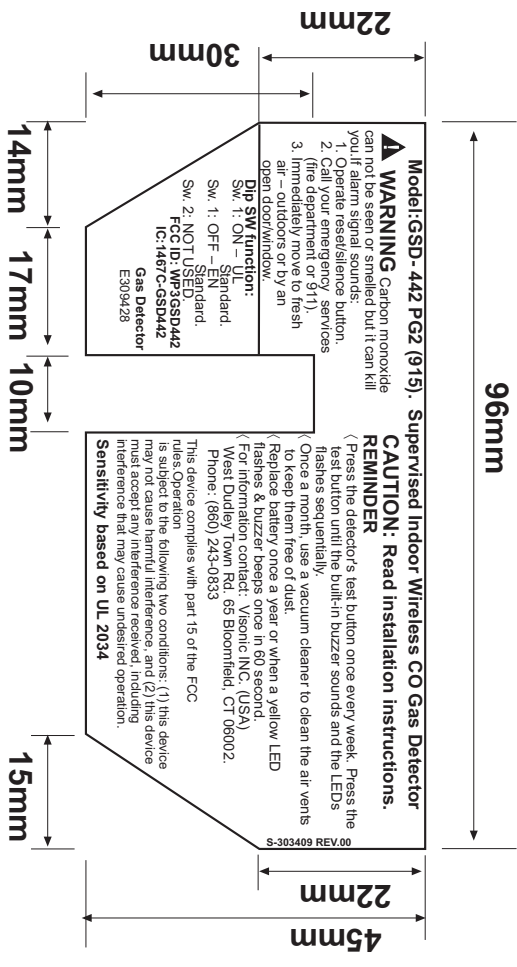 96mm
Model:GSD- 442 PG2 (915). Supervised Indoor Wireless CO Gas Detector
WARNING Carbon monoxide
can not be seen or smelled but it can kill
you.If alarm signal sounds:
1. Operate reset/silence button.
2. Call your emergency services
(fire department or 911).
3. Immediately move to fresh
air – outdoors or by an
open door/window.
Dip SW function:
Sw. 1: ON – UL
Standard.
Sw. 1: OFF – EN
Standard.
Sw. 2: NOT USED.
FCC ID: WP3GSD442
IC:1467C-GSD442
Gas Detector
E309428
CAUTION: Read installation instructions.
REMINDER
⟨ Press the detector's test button once every week. Press the
test button until the built-in buzzer sounds and the LEDs
flashes sequentially.
⟨ Once a month, use a vacuum cleaner to clean the air vents
to keep them free of dust.
⟨ Replace battery once a year or when a yellow LED
flashes & buzzer beeps once in 60 second.
⟨ For information contact: Visonic INC, (USA)
West Dudley Town Rd. 65 Bloomfield, CT 06002.
Phone: (860) 243-0833
This device complies with part 15 of the FCC
rules.Operation
is subject to the following two conditions: (1) this device
may not cause harmful interference, and (2) this device
must accept any interference received, including
interference that may cause undesired operation.
Sensitivity based on UL 2034
S-303409 REV.00
22mm
30mm
22mm
45mm
14mm
17mm
10mm
15mm